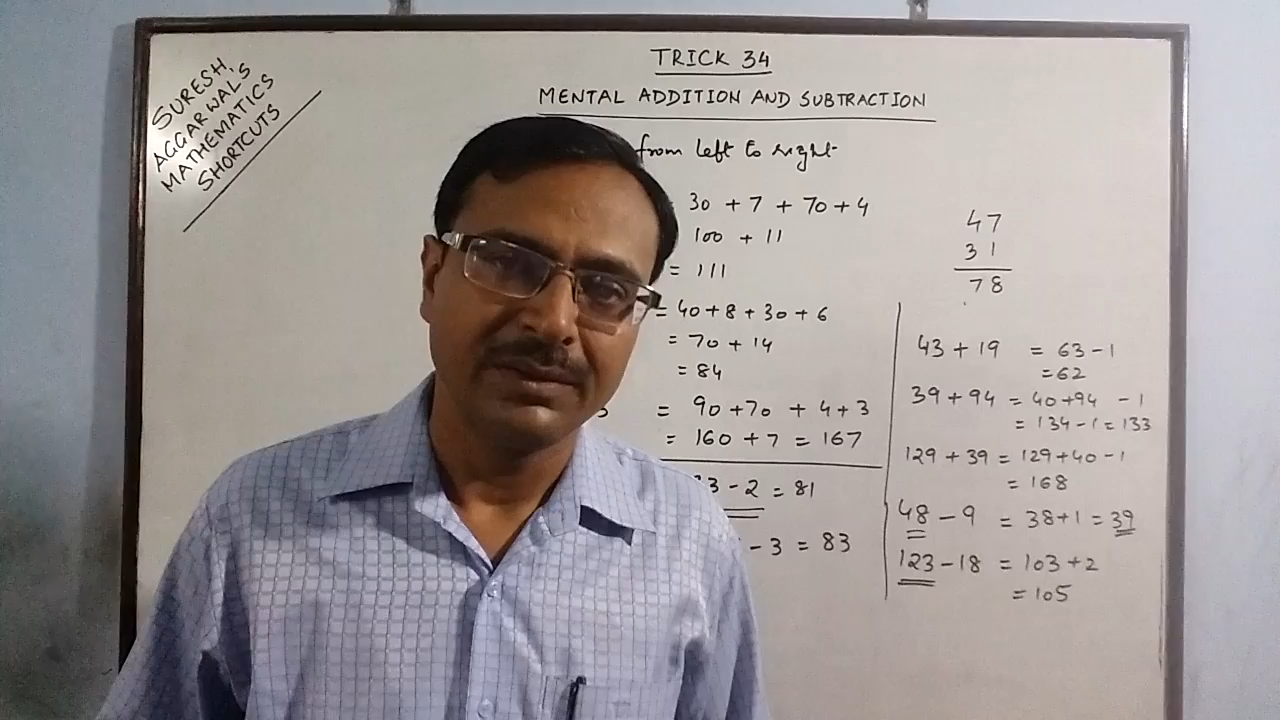 SURESH
AGGARWAL'S
MATHEMATICS
SHORTCUTS
TRICK 34
MENTAL ADDITION AND SUBTRACTION
from left to right
30 + 7 + 70 + 4
100 + 11
= 111
= 40 + 8 + 30 + 6
= 70 + 14
= 84
= 90 + 70 + 4 + 3
= 160 + 7 = 167
3 - 2 = 81
- 3 = 83
47
31
78
43 + 19 = 63 - 1
= 62
39 + 94 = 40 + 94 - 1
= 134 - 1 = 133
129 + 39 = 129 + 40 - 1
= 168
48 - 9 = 38 + 1 = 39
123 - 18 = 103 + 2
= 105